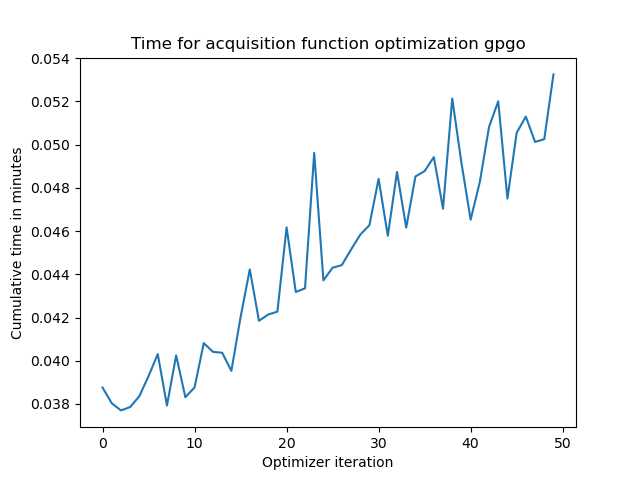 Time for acquisition function optimization gpgo
0.054
0.052
0.050
0.048
0.046
0.044
0.042
0.040
0.038
Cumulative time in minutes
0 10 20 30 40 50
Optimizer iteration